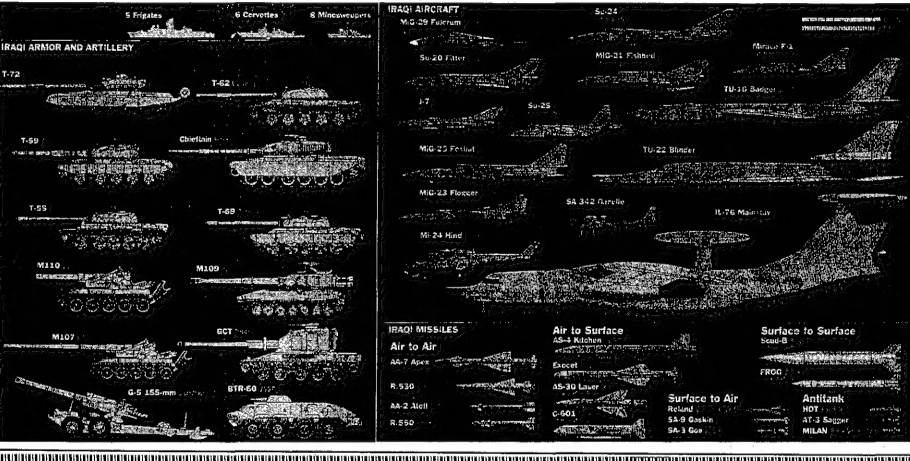 5 Frigates
6 Corvettes
8 Minesweepers
IRAQI ARMOR AND ARTILLERY
T-72
T-62
T-59
Chieftain
T-55
T-69
M110
M109
M107
GCT
G-5 155-mm
BTR-60
IRAQI AIRCRAFT
MiG-29 Fulcrum
Su-24
Su-20 Fitter
MiG-21 Fishbed
Mirage F-1
TU-16 Badger
J-7
Su-25
MiG-25 Foxbat
TU-22 Blinder
MiG-23 Flogger
SA 342 Gazelle
IL-76 Mainstay
Mi-24 Hind
IRAQI MISSILES
Air to Air
AA-7 Apex
R.530
AA-2 Atoll
R.550
Air to Surface
AS-4 Kitchen
Exocet
AS-30 Laser
C-601
Surface to Air
Roland
SA-9 Gaskin
SA-3 Goa
Surface to Surface
Scud-B
FROG
Antitank
HOT
AT-3 Sagger
MILAN